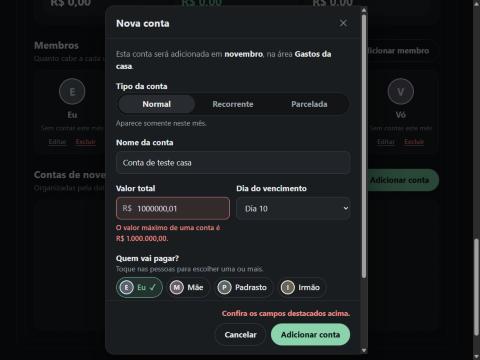 R$ 0,00
R$ 0,00
R$ 0,00
Nova conta
Esta conta será adicionada em novembro, na área Gastos da
casa.
Tipo da conta
Normal
Recorrente
Parcelada
Aparece somente neste mês.
Nome da conta
Conta de teste casa
Valor total
Dia do vencimento
R$ 1000000,01
Dia 10
O valor máximo de uma conta é
R$ 1.000.000,00.
Quem vai pagar?
Toque nas pessoas para escolher uma ou mais.
E Eu ✓
M Mãe
P Padrasto
I Irmão
Confira os campos destacados acima.
Cancelar
Adicionar conta
Membros
Quanto cabe a cada
dicionar membro
E
Eu
Sem contas este mês
Editar
Excluir
V
Vó
Sem contas este mês
Editar
Excluir
Contas de nove
Organizadas pela dat
Adicionar conta